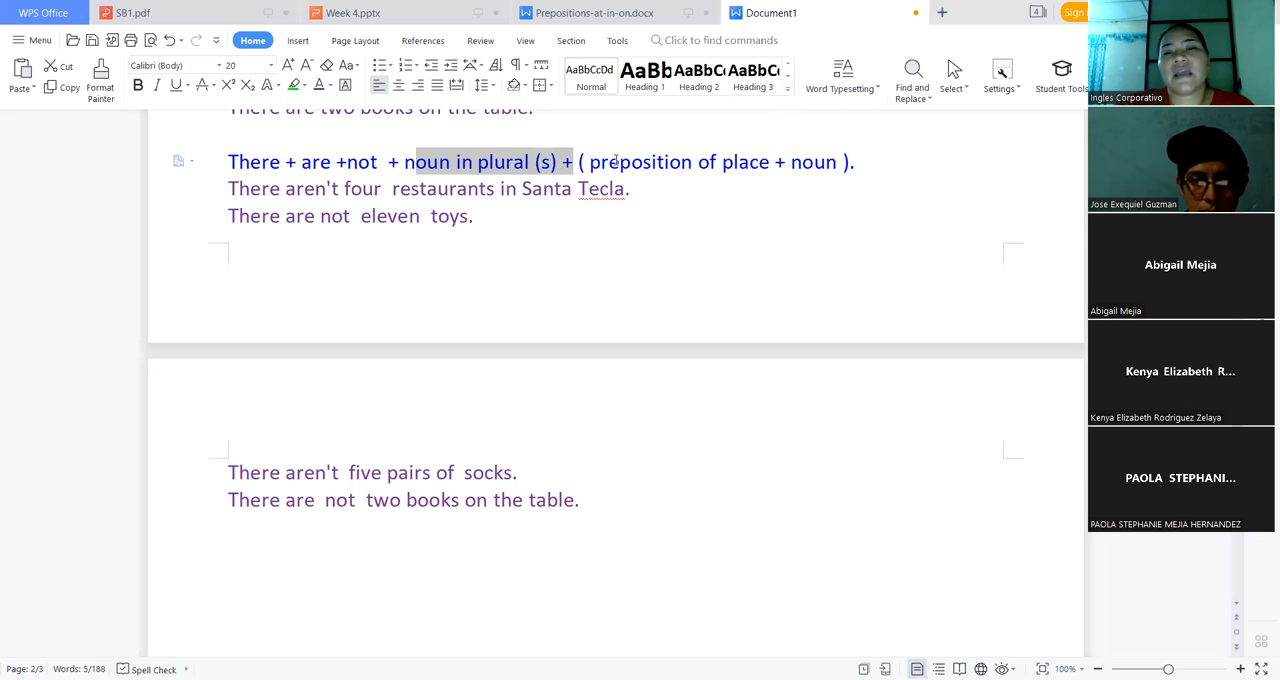 WPS Office
SB1.pdf
Week 4.pptx
Prepositions-at-in-on.docx
Document1
4
Sign
Menu
Home
Insert
Page Layout
References
Review
View
Section
Tools
Click to find commands
Paste
Cut
Copy
Format Painter
Calibri (Body)
20
AaBbCcDd
Normal
AaBb
Heading 1
AaBbC
Heading 2
AaBbC
Heading 3
Word Typesetting
Find and Replace
Select
Settings
Student Tools
There are two books on the table.
There + are +not + noun in plural (s) + ( preposition of place + noun ).
There aren't four restaurants in Santa Tecla.
There are not eleven toys.
There aren't five pairs of socks.
There are not two books on the table.
Ingles Corporativo
Jose Exequiel Guzman
Abigail Mejia
Abigail Mejia
Kenya Elizabeth R...
Kenya Elizabeth Rodriguez Zelaya
PAOLA STEPHANI...
PAOLA STEPHANIE MEJIA HERNANDEZ
Page: 2/3
Words: 5/188
Spell Check
100%